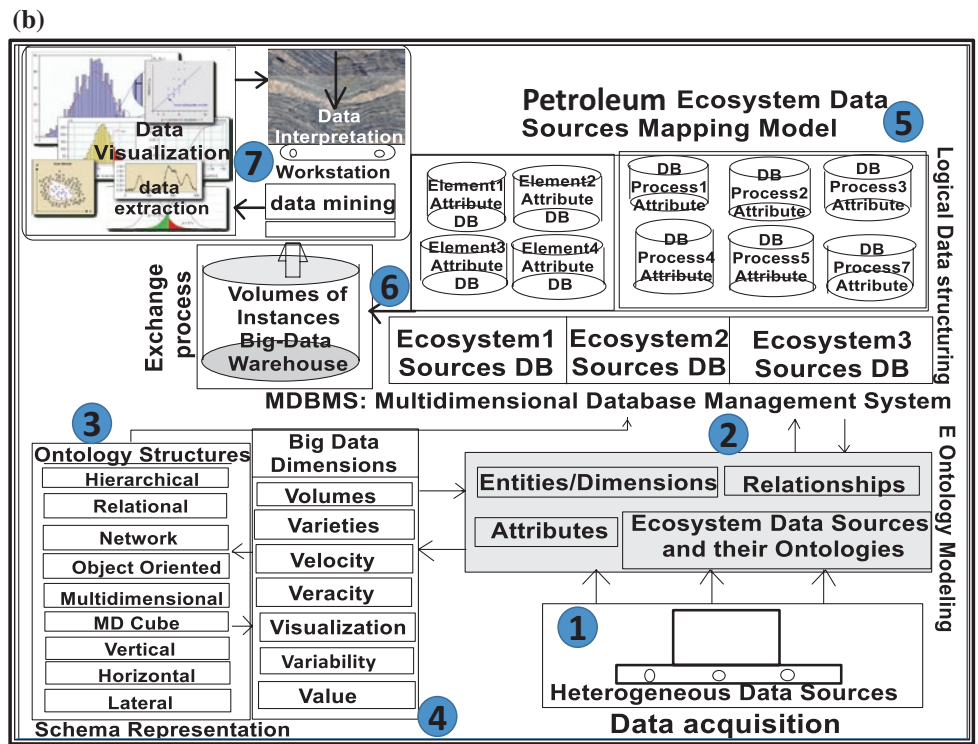 (b)
Data
Visualization
data
extraction
7
Data
Interpretation
Workstation
data mining
Petroleum Ecosystem Data
Sources Mapping Model
5
Element1
Attribute
DB
Element2
Attribute
DB
Element3
Attribute
DB
Element4
Attribute
DB
DB
Process1
Attribute
DB
Process2
Attribute
DB
Process3
Attribute
DB
Process4
Attribute
DB
Process5
Attribute
DB
Process7
Attribute
Logical Data structuring
Exchange
process
6
Volumes of
Instances
Big-Data
Warehouse
Ecosystem1
Sources DB
Ecosystem2
Sources DB
Ecosystem3
Sources DB
MDBMS: Multidimensional Database Management System
3
Ontology Structures
Hierarchical
Relational
Network
Object Oriented
Multidimensional
MD Cube
Vertical
Horizontal
Lateral
Schema Representation
Big Data
Dimensions
Volumes
Varieties
Velocity
Veracity
Visualization
Variability
Value
4
2
Entities/Dimensions
Relationships
Attributes
Ecosystem Data Sources
and their Ontologies
E Ontology Modeling
1
Heterogeneous Data Sources
Data acquisition